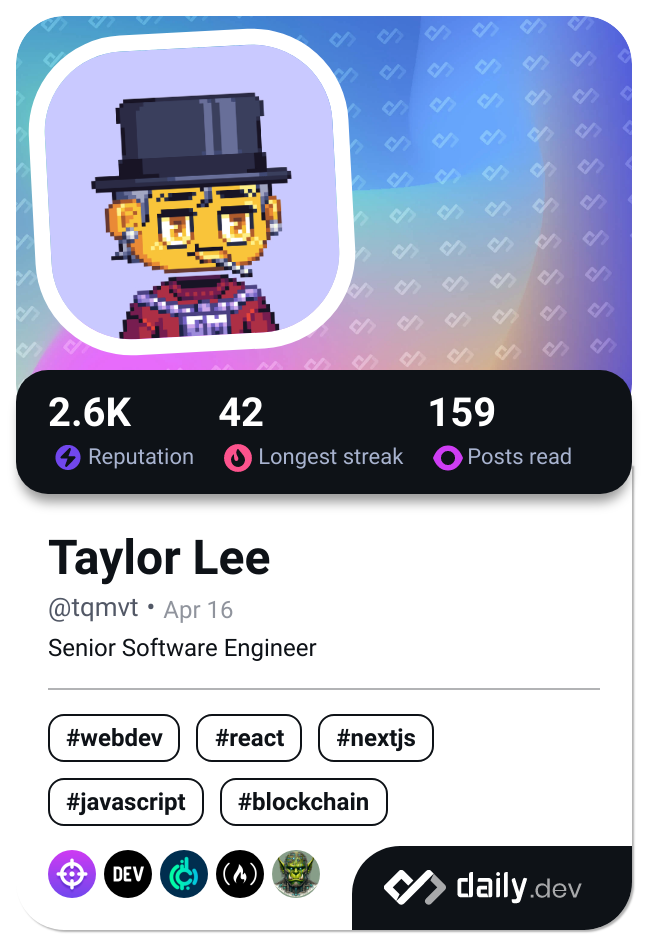 GM
2.6K 42 159
Reputation Longest streak Posts read
Taylor Lee
@tqmvt • Apr 16
Senior Software Engineer
#webdev #react #nextjs
#javascript #blockchain
DEV
daily.dev